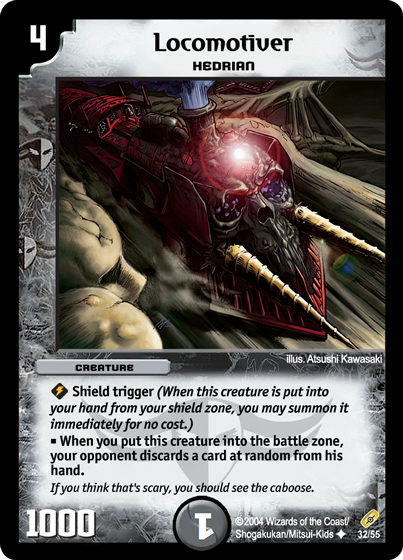 4
Locomotiver
HEDRIAN
illus. Atsushi Kawasaki
CREATURE
Shield trigger (When this creature is put into
your hand from your shield zone, you may summon it
immediately for no cost.)
▪ When you put this creature into the battle zone,
your opponent discards a card at random from his
hand.
If you think that's scary, you should see the caboose.
1000
1
©2004 Wizards of the Coast/
Shogakukan/Mitsui-Kids ✦ 32/55